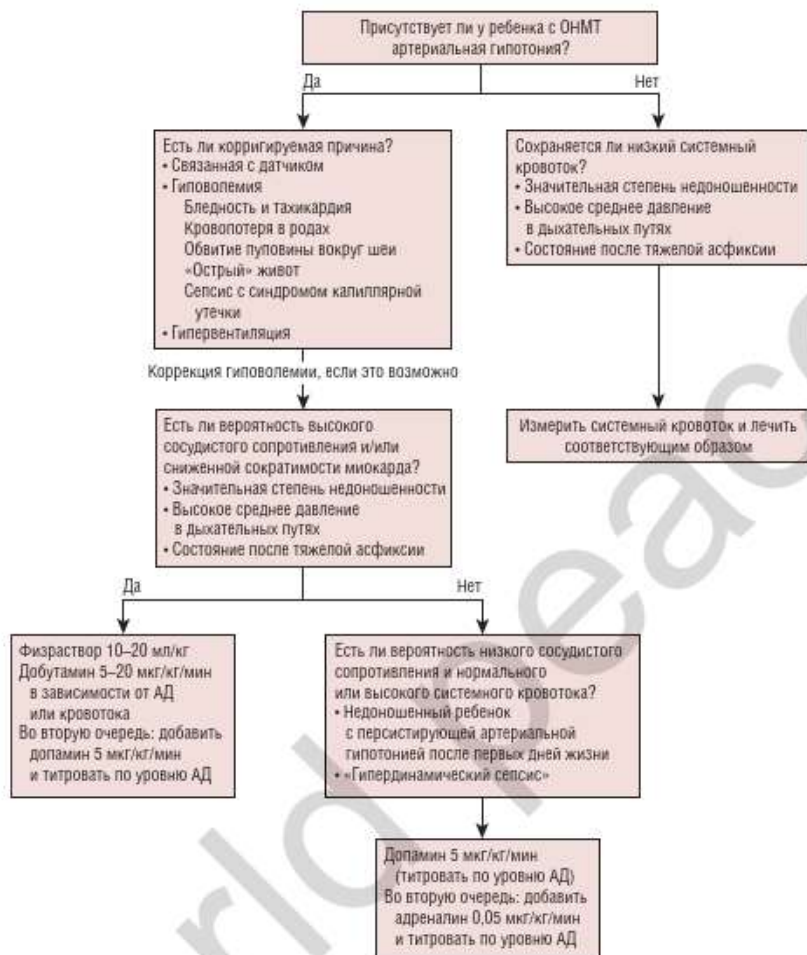 Присутствует ли у ребенка с ОНМТ
артериальная гипотония?
Да
Нет
Есть ли корригируемая причина?
• Связанная с датчиком
• Гиповолемия
Бледность и тахикардия
Кровопотеря в родах
Обвитие пуповины вокруг шеи
«Острый» живот
Сепсис с синдромом капиллярной
утечки
• Гипервентиляция
Сохраняется ли низкий системный
кровоток?
• Значительная степень недоношенности
• Высокое среднее давление
в дыхательных путях
• Состояние после тяжелой асфиксии
Коррекция гиповолемии, если это возможно
Есть ли вероятность высокого
сосудистого сопротивления и/или
сниженной сократимости миокарда?
• Значительная степень недоношенности
• Высокое среднее давление
в дыхательных путях
• Состояние после тяжелой асфиксии
Измерить системный кровоток и лечить
соответствующим образом
Да
Нет
Физраствор 10–20 мл/кг
Добутамин 5–20 мкг/кг/мин
в зависимости от АД
или кровотока
Во вторую очередь: добавить
допамин 5 мкг/кг/мин
и титровать по уровню АД
Есть ли вероятность низкого сосудистого
сопротивления и нормального
или высокого системного кровотока?
• Недоношенный ребенок
с персистирующей артериальной
гипотонией после первых дней жизни
• «Гипердинамический сепсис»
Допамин 5 мкг/кг/мин
(титровать по уровню АД)
Во вторую очередь: добавить
адреналин 0,05 мкг/кг/мин
и титровать по уровню АД
rld peac